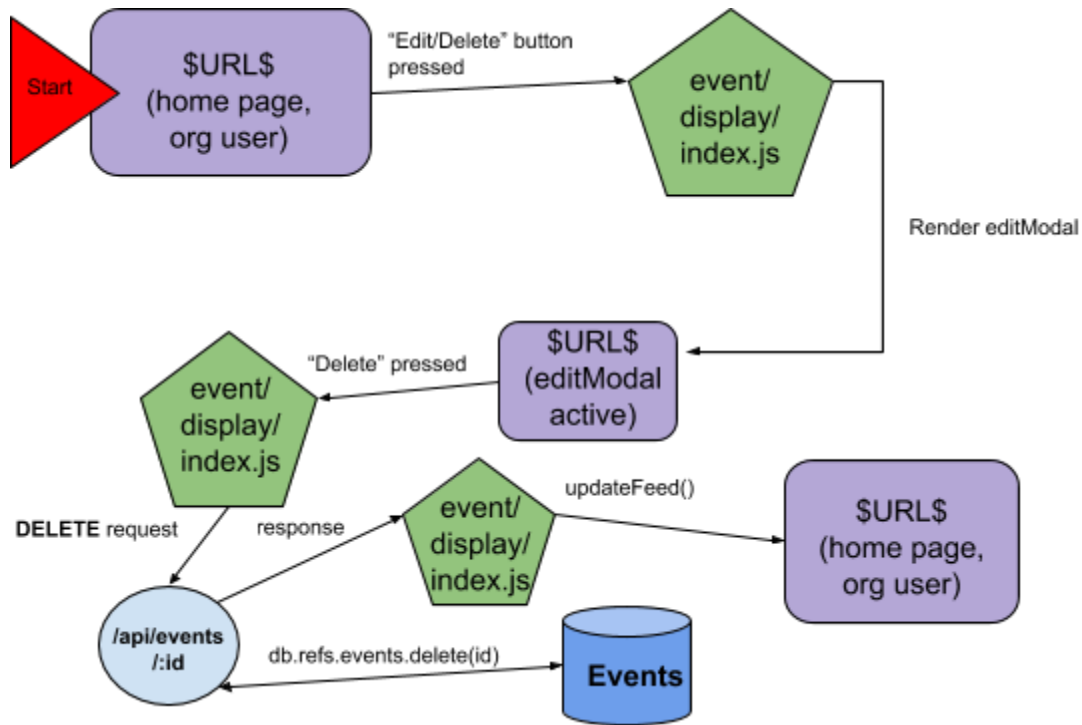 Start
$URL$
(home page,
org user)
“Edit/Delete” button
pressed
event/
display/
index.js
Render editModal
$URL$
(editModal
active)
“Delete” pressed
event/
display/
index.js
DELETE request
response
event/
display/
index.js
updateFeed()
$URL$
(home page,
org user)
/api/events
/:id
db.refs.events.delete(id)
Events